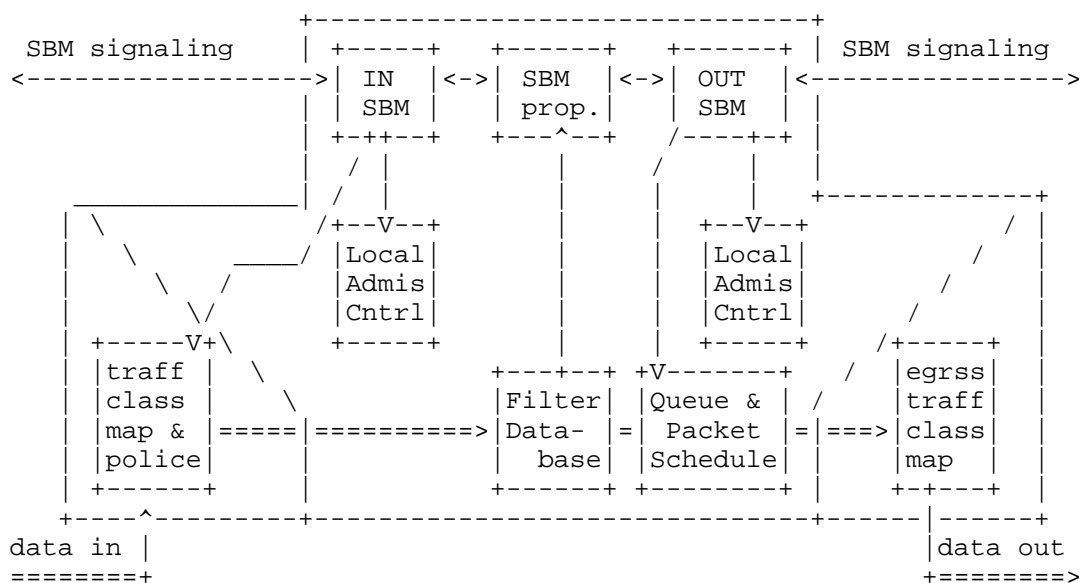 SBM signaling SBM signaling
IN SBM OUT
SBM prop. SBM
Local Local
Admis Admis
Cntrl Cntrl
traff egrss
class Filter Queue & traff
map & Data- Packet class
police base Schedule map
data in data out